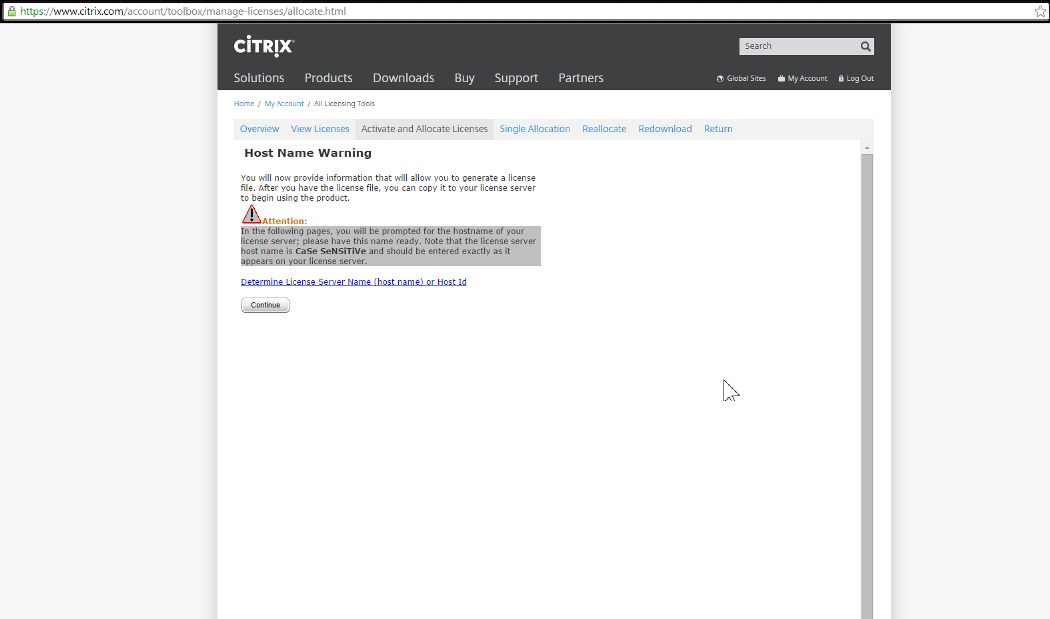 https://www.citrix.com/account/toolbox/manage-licenses/allocate.html
CiTRIX
Search
Solutions Products Downloads Buy Support Partners
Global Sites My Account Log Out
Home / My Account / All Licensing Tools
Overview View Licenses Activate and Allocate Licenses Single Allocation Reallocate Redownload Return
Host Name Warning
You will now provide information that will allow you to generate a license
file. After you have the license file, you can copy it to your license server
to begin using the product.
Attention:
In the following pages, you will be prompted for the hostname of your
license server; please have this name ready. Note that the license server
host name is CaSe SeNSiTiVe and should be entered exactly as it
appears on your license server.
Determine License Server Name (host name) or Host Id
Continue